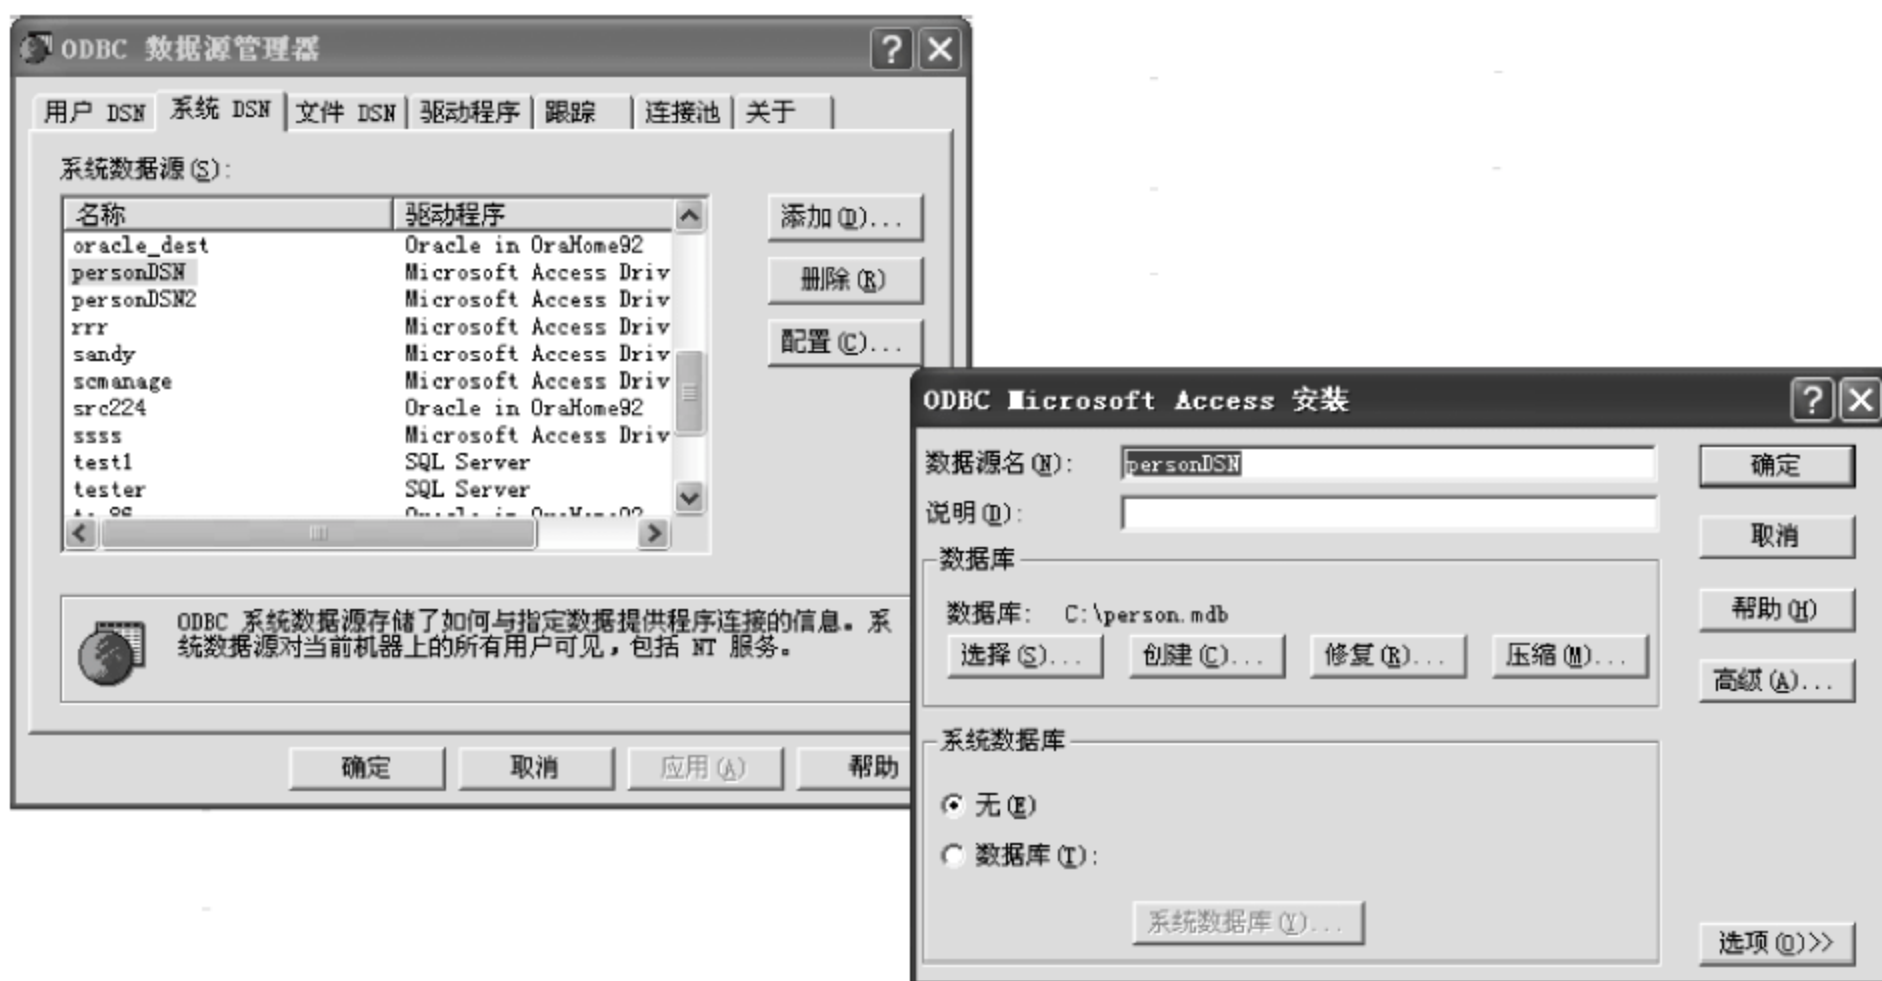 ODBC 数据源管理器
用户 DSN 系统 DSN 文件 DSN 驱动程序 跟踪 连接池 关于
系统数据源(S):
名称 驱动程序
oracle_dest Oracle in OraHome92
personDSN Microsoft Access Driv
personDSN2 Microsoft Access Driv
rrr Microsoft Access Driv
sandy Microsoft Access Driv
scmanage Microsoft Access Driv
src224 Oracle in OraHome92
ssss Microsoft Access Driv
test1 SQL Server
tester SQL Server
添加(D)...
删除(R)
配置(C)...
ODBC 系统数据源存储了如何与指定数据提供程序连接的信息。系
统数据源对当前机器上的所有用户可见，包括 NT 服务。
确定 取消 应用(A) 帮助
ODBC Microsoft Access 安装
数据源名(N): personDSN
说明(D):
数据库
数据库: C:\person.mdb
选择(S)... 创建(C)... 修复(R)... 压缩(M)...
系统数据库
无(E)
数据库(T):
系统数据库(Y)...
确定
取消
帮助(H)
高级(A)...
选项(O)>>